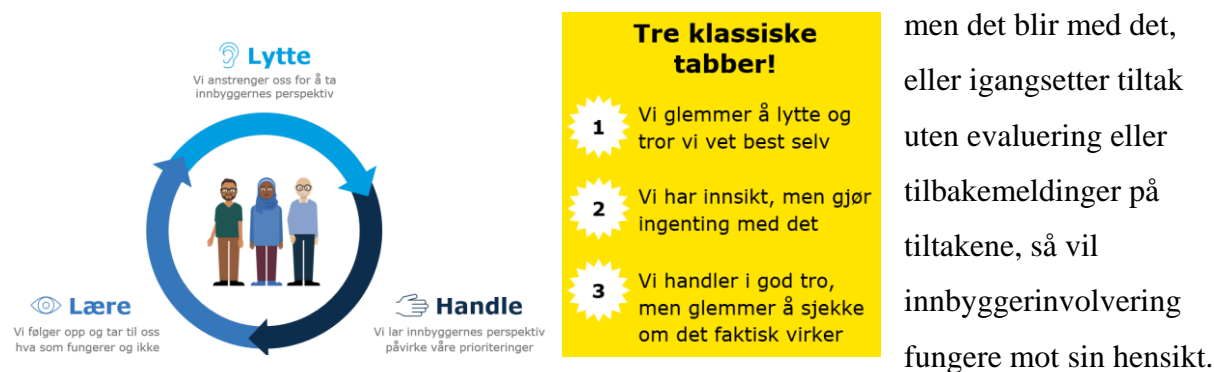 Lytte
Vi anstrenger oss for å ta
innbyggernes perspektiv
Lære
Vi følger opp og tar til oss
hva som fungerer og ikke
Handle
Vi lar innbyggernes perspektiv
påvirke våre prioriteringer
Tre klassiske
tabber!
1
Vi glemmer å lytte og
tror vi vet best selv
2
Vi har innsikt, men gjør
ingenting med det
3
Vi handler i god tro,
men glemmer å sjekke
om det faktisk virker
men det blir med det,
eller igangsetter tiltak
uten evaluering eller
tilbakemeldinger på
tiltakene, så vil
innbyggerinvolvering
fungere mot sin hensikt.